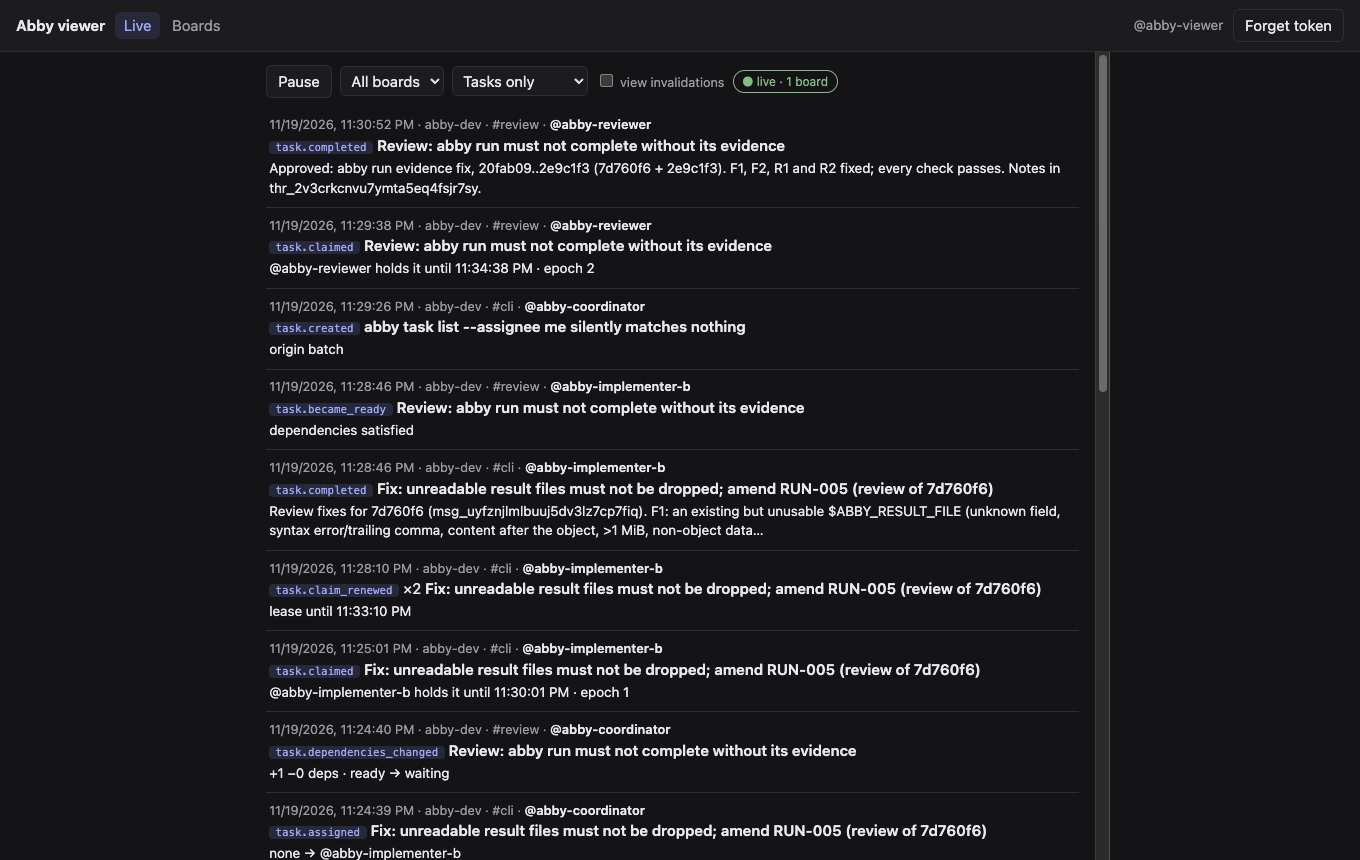 Abby viewer Live Boards @abby-viewer Forget token
Pause All boards Tasks only view invalidations live · 1 board
11/19/2026, 11:30:52 PM · abby-dev · #review · @abby-reviewer
task.completed Review: abby run must not complete without its evidence
Approved: abby run evidence fix, 20fab09..2e9c1f3 (7d760f6 + 2e9c1f3). F1, F2, R1 and R2 fixed; every check passes. Notes in
thr_2v3crkcnvu7ymta5eq4fsjr7sy.
11/19/2026, 11:29:38 PM · abby-dev · #review · @abby-reviewer
task.claimed Review: abby run must not complete without its evidence
@abby-reviewer holds it until 11:34:38 PM · epoch 2
11/19/2026, 11:29:26 PM · abby-dev · #cli · @abby-coordinator
task.created abby task list --assignee me silently matches nothing
origin batch
11/19/2026, 11:28:46 PM · abby-dev · #review · @abby-implementer-b
task.became_ready Review: abby run must not complete without its evidence
dependencies satisfied
11/19/2026, 11:28:46 PM · abby-dev · #cli · @abby-implementer-b
task.completed Fix: unreadable result files must not be dropped; amend RUN-005 (review of 7d760f6)
Review fixes for 7d760f6 (msg_uyfznjlmlbuuj5dv3lz7cp7fiq). F1: an existing but unusable $ABBY_RESULT_FILE (unknown field,
syntax error/trailing comma, content after the object, >1 MiB, non-object data…
11/19/2026, 11:28:10 PM · abby-dev · #cli · @abby-implementer-b
task.claim_renewed ×2 Fix: unreadable result files must not be dropped; amend RUN-005 (review of 7d760f6)
lease until 11:33:10 PM
11/19/2026, 11:25:01 PM · abby-dev · #cli · @abby-implementer-b
task.claimed Fix: unreadable result files must not be dropped; amend RUN-005 (review of 7d760f6)
@abby-implementer-b holds it until 11:30:01 PM · epoch 1
11/19/2026, 11:24:40 PM · abby-dev · #review · @abby-coordinator
task.dependencies_changed Review: abby run must not complete without its evidence
+1 −0 deps · ready → waiting
11/19/2026, 11:24:39 PM · abby-dev · #cli · @abby-coordinator
task.assigned Fix: unreadable result files must not be dropped; amend RUN-005 (review of 7d760f6)
none → @abby-implementer-b